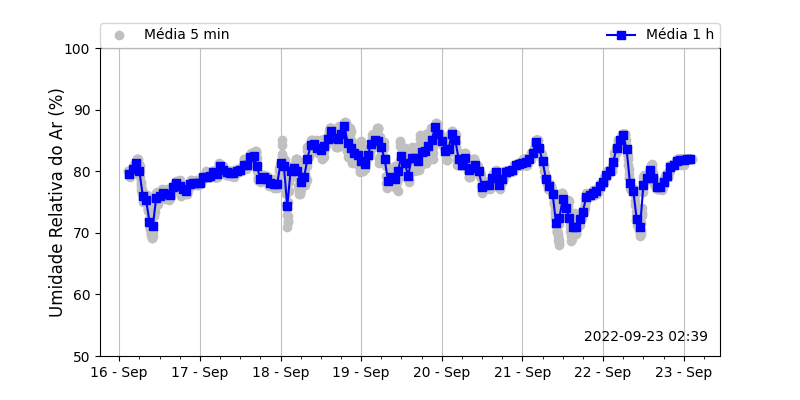 Média 5 min
Média 1 h
Umidade Relativa do Ar (%)
100
90
80
70
60
50
2022-09-23 02:39
16 - Sep
17 - Sep
18 - Sep
19 - Sep
20 - Sep
21 - Sep
22 - Sep
23 - Sep